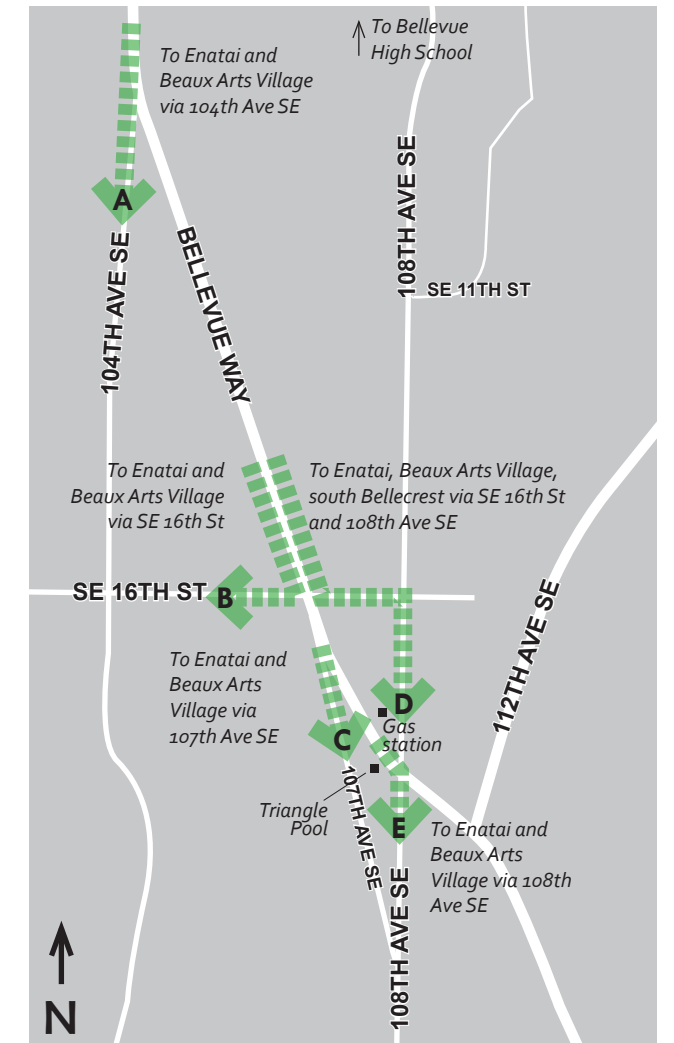 To Bellevue
High School
To Enatai and
Beaux Arts Village
via 104th Ave SE
108TH AVE SE
A
BELLEVUE WAY
104TH AVE SE
SE 11TH ST
To Enatai and
Beaux Arts Village
via SE 16th St
To Enatai, Beaux Arts Village,
south Bellecrest via SE 16th St
and 108th Ave SE
SE 16TH ST
B
112TH AVE SE
To Enatai and
Beaux Arts
Village via
107th Ave SE
D
Gas
station
C
107TH AVE SE
Triangle
Pool
E
To Enatai and
Beaux Arts
Village via 108th
Ave SE
108TH AVE SE
N